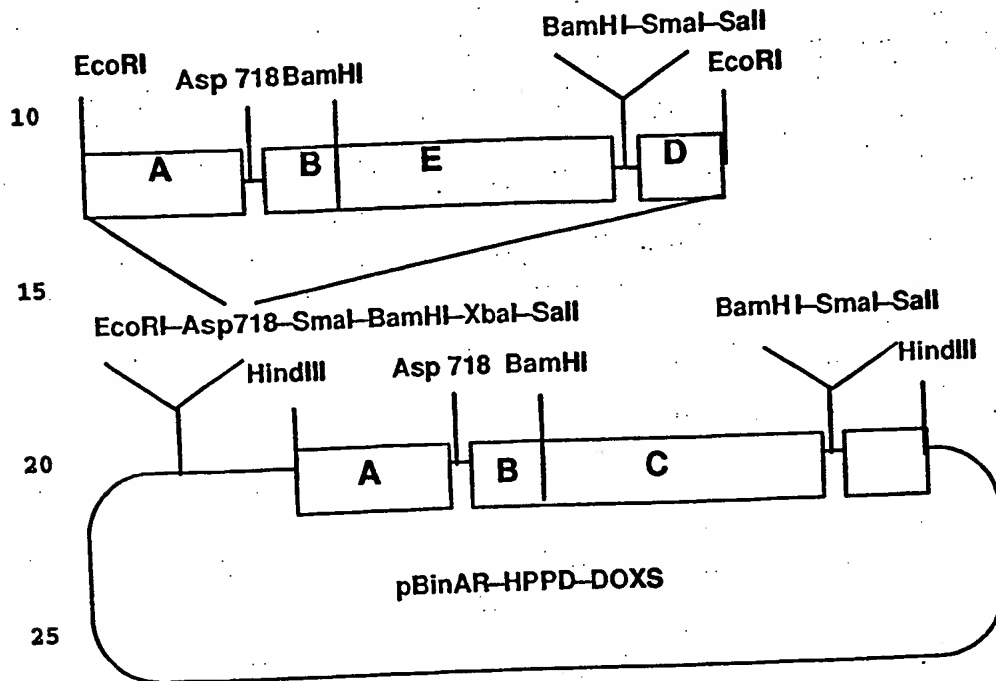 BamHI–SmaI–SalI
EcoRI
Asp 718 BamHI
EcoRI
10
A
B
E
D
15
EcoRI–Asp718–SmaI–BamHI–XbaI–SalI
BamHI–SmaI–SalI
HindIII
Asp 718 BamHI
HindIII
20
A
B
C
pBinAR–HPPD–DOXS
25